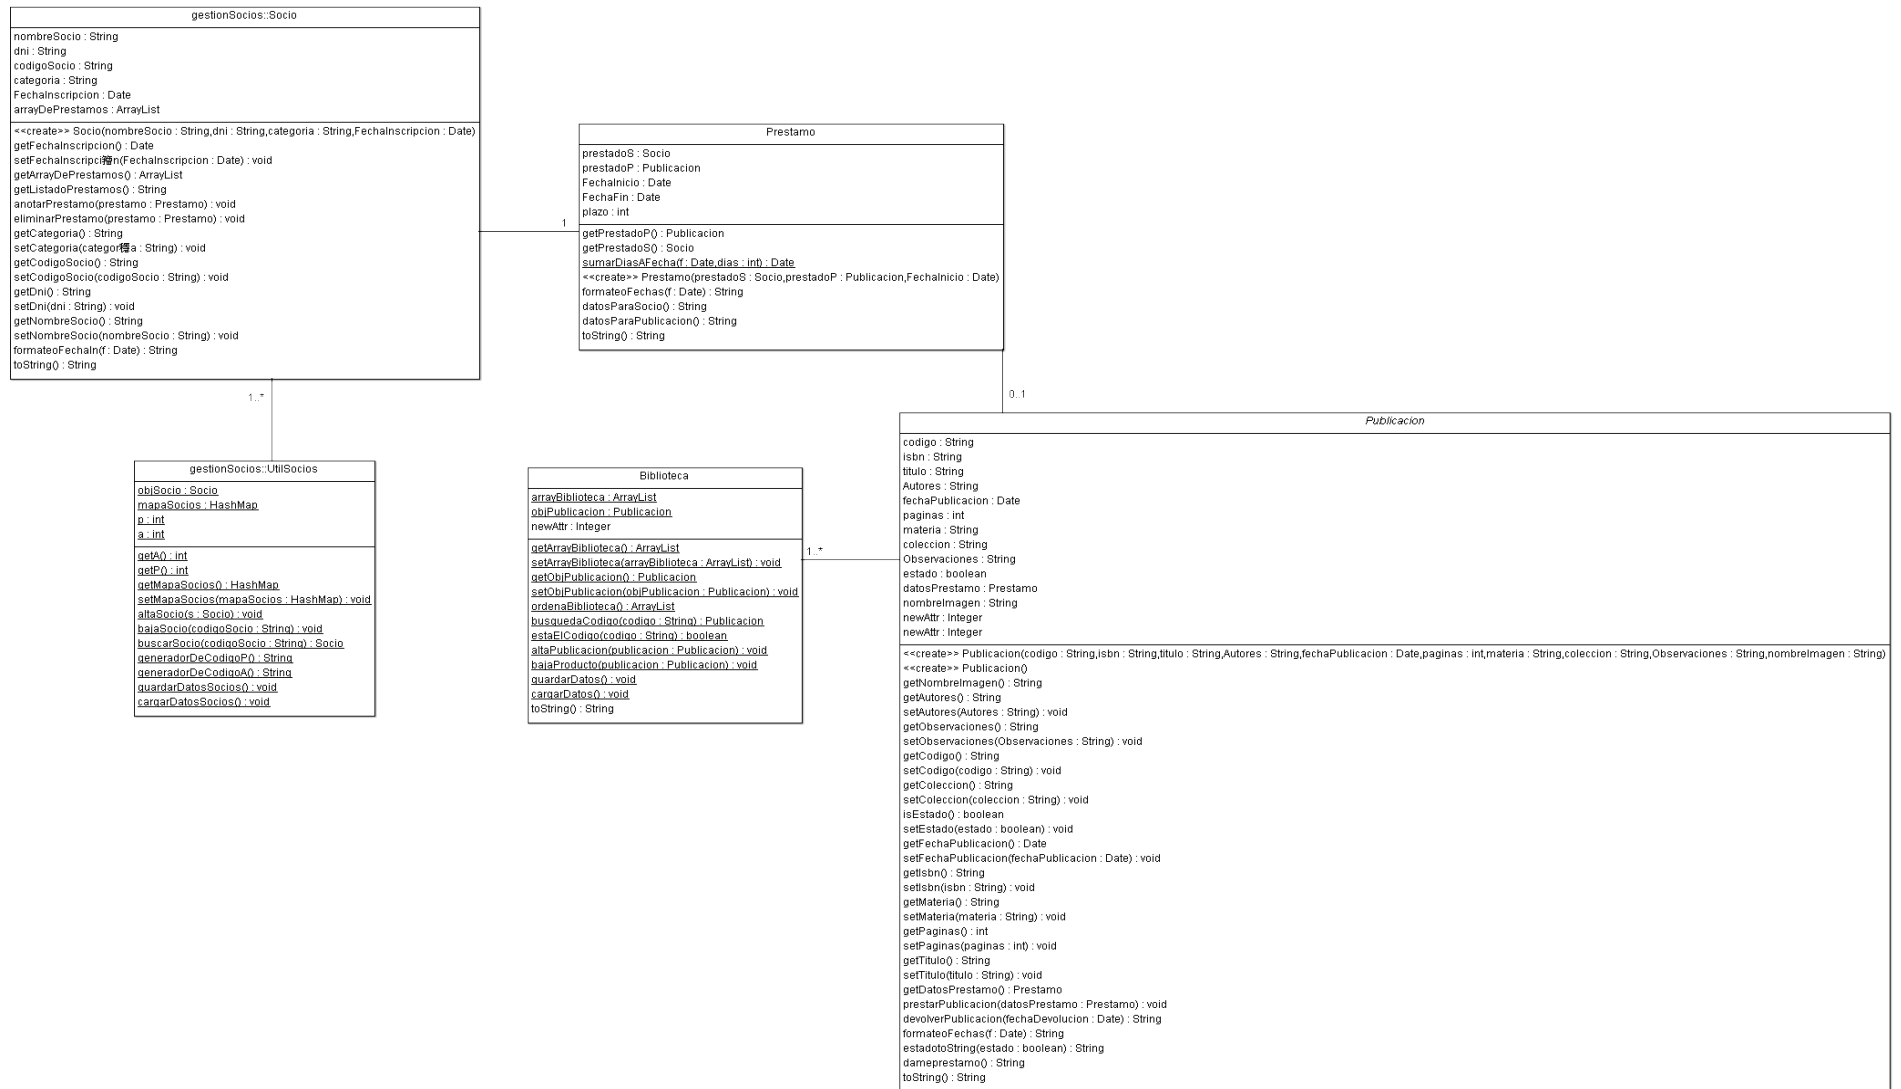 gestionSocios::Socio
nombreSocio : String
dni : String
codigoSocio : String
categoria : String
FechaInscripcion : Date
arrayDePrestamos : ArrayList
<<create>> Socio(nombreSocio : String,dni : String,categoria : String,FechaInscripcion : Date)
getFechaInscripcion() : Date
(FechaInscripcion : Date) : void
getArrayDePrestamos() : ArrayList
getListadoPrestamos() : String
anotarPrestamo(prestamo : Prestamo) : void
eliminarPrestamo(prestamo : Prestamo) : void
getCategoria() : String
setCategoria( : String) : void
getCodigoSocio() : String
setCodigoSocio(codigoSocio : String) : void
getDni() : String
setDni(dni : String) : void
getNombreSocio() : String
setNombreSocio(nombreSocio : String) : void
formateoFechaIn(f : Date) : String
toString() : String
1
1..*
Prestamo
prestadoS : Socio
prestadoP : Publicacion
FechaInicio : Date
FechaFin : Date
plazo : int
getPrestadoP() : Publicacion
getPrestadoS() : Socio
sumarDiasAFecha(f : Date,dias : int) : Date
<<create>> Prestamo(prestadoS : Socio,prestadoP : Publicacion,FechaInicio : Date)
formateoFechas(f : Date) : String
datosParaSocio() : String
datosParaPublicacion() : String
toString() : String
0..1
gestionSocios::UtilSocios
objSocio : Socio
mapaSocios : HashMap
p : int
a : int
getA() : int
getP() : int
getMapaSocios() : HashMap
setMapaSocios(mapaSocios : HashMap) : void
altaSocio(s : Socio) : void
bajaSocio(codigoSocio : String) : void
buscarSocio(codigoSocio : String) : Socio
generadorDeCodigoP() : String
generadorDeCodigoA() : String
guardarDatosSocios() : void
cargarDatosSocios() : void
Biblioteca
arrayBiblioteca : ArrayList
objPublicacion : Publicacion
newAttr : Integer
getArrayBiblioteca() : ArrayList
setArrayBiblioteca(arrayBiblioteca : ArrayList) : void
getObjPublicacion() : Publicacion
setObjPublicacion(objPublicacion : Publicacion) : void
ordenaBiblioteca() : ArrayList
busquedaCodigo(codigo : String) : Publicacion
estaElCodigo(codigo : String) : boolean
altaPublicacion(publicacion : Publicacion) : void
bajaProducto(publicacion : Publicacion) : void
guardarDatos() : void
cargarDatos() : void
toString() : String
1..*
Publicacion
codigo : String
isbn : String
titulo : String
Autores : String
fechaPublicacion : Date
paginas : int
materia : String
coleccion : String
Observaciones : String
estado : boolean
datosPrestamo : Prestamo
nombreImagen : String
newAttr : Integer
newAttr : Integer
<<create>> Publicacion(codigo : String,isbn : String,titulo : String,Autores : String,fechaPublicacion : Date,paginas : int,materia : String,coleccion : String,Observaciones : String,nombreImagen : String)
<<create>> Publicacion()
getNombreImagen() : String
getAutores() : String
setAutores(Autores : String) : void
getObservaciones() : String
setObservaciones(Observaciones : String) : void
getCodigo() : String
setCodigo(codigo : String) : void
getColeccion() : String
setColeccion(coleccion : String) : void
isEstado() : boolean
setEstado(estado : boolean) : void
getFechaPublicacion() : Date
setFechaPublicacion(fechaPublicacion : Date) : void
getIsbn() : String
setIsbn(isbn : String) : void
getMateria() : String
setMateria(materia : String) : void
getPaginas() : int
setPaginas(paginas : int) : void
getTitulo() : String
setTitulo(titulo : String) : void
getDatosPrestamo() : Prestamo
prestarPublicacion(datosPrestamo : Prestamo) : void
devolverPublicacion(fechaDevolucion : Date) : String
formateoFechas(f : Date) : String
estadotoString(estado : boolean) : String
dameprestamo() : String
toString() : String